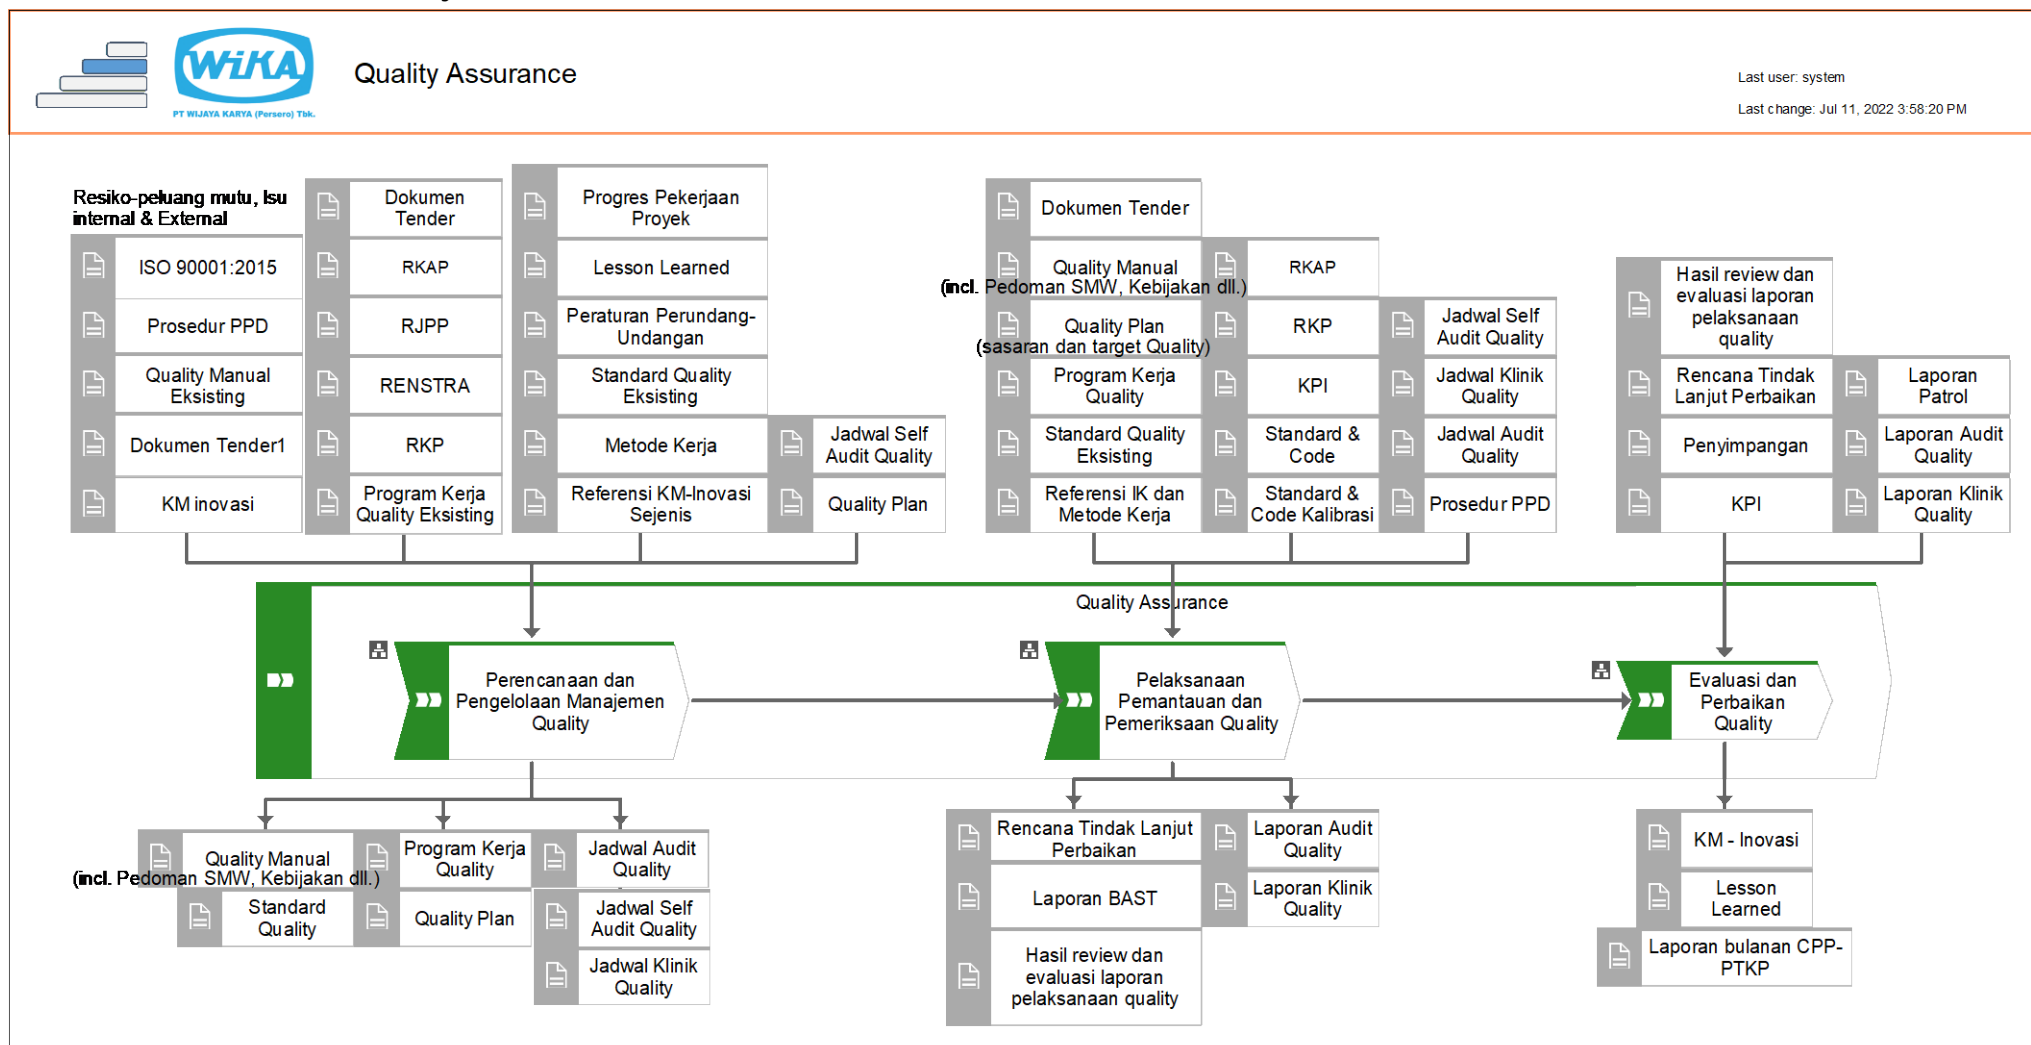 WiKA
PT WIJAYA KARYA (Persero) Tbk.
Quality Assurance
Last user: system
Last change: Jul 11, 2022 3:58:20 PM
Resiko-peluang mutu, Isu
internal & External
ISO 90001:2015
Prosedur PPD
Quality Manual
Eksisting
Dokumen Tender1
KM inovasi
Dokumen
Tender
RKAP
RJPP
RENSTRA
RKP
Program Kerja
Quality Eksisting
Progres Pekerjaan
Proyek
Lesson Learned
Peraturan Perundang-
Undangan
Standard Quality
Eksisting
Metode Kerja
Referensi KM-Inovasi
Sejenis
Jadwal Self
Audit Quality
Quality Plan
Dokumen Tender
Quality Manual
(incl. Pedoman SMW, Kebijakan dll.)
Quality Plan
(sasaran dan target Quality)
Program Kerja
Quality
Standard Quality
Eksisting
Referensi IK dan
Metode Kerja
RKAP
RKP
KPI
Standard &
Code
Standard &
Code Kalibrasi
Jadwal Self
Audit Quality
Jadwal Klinik
Quality
Jadwal Audit
Quality
Prosedur PPD
Hasil review dan
evaluasi laporan
pelaksanaan
quality
Rencana Tindak
Lanjut Perbaikan
Penyimpangan
KPI
Laporan
Patrol
Laporan Audit
Quality
Laporan Klinik
Quality
Quality Assurance
Perencanaan dan
Pengelolaan Manajemen
Quality
Pelaksanaan
Pemantauan dan
Pemeriksaan Quality
Evaluasi dan
Perbaikan
Quality
Quality Manual
(incl. Pedoman SMW, Kebijakan dll.)
Standard
Quality
Program Kerja
Quality
Quality Plan
Jadwal Audit
Quality
Jadwal Self
Audit Quality
Jadwal Klinik
Quality
Rencana Tindak Lanjut
Perbaikan
Laporan BAST
Hasil review dan
evaluasi laporan
pelaksanaan quality
Laporan Audit
Quality
Laporan Klinik
Quality
KM - Inovasi
Lesson
Learned
Laporan bulanan CPP-
PTKP